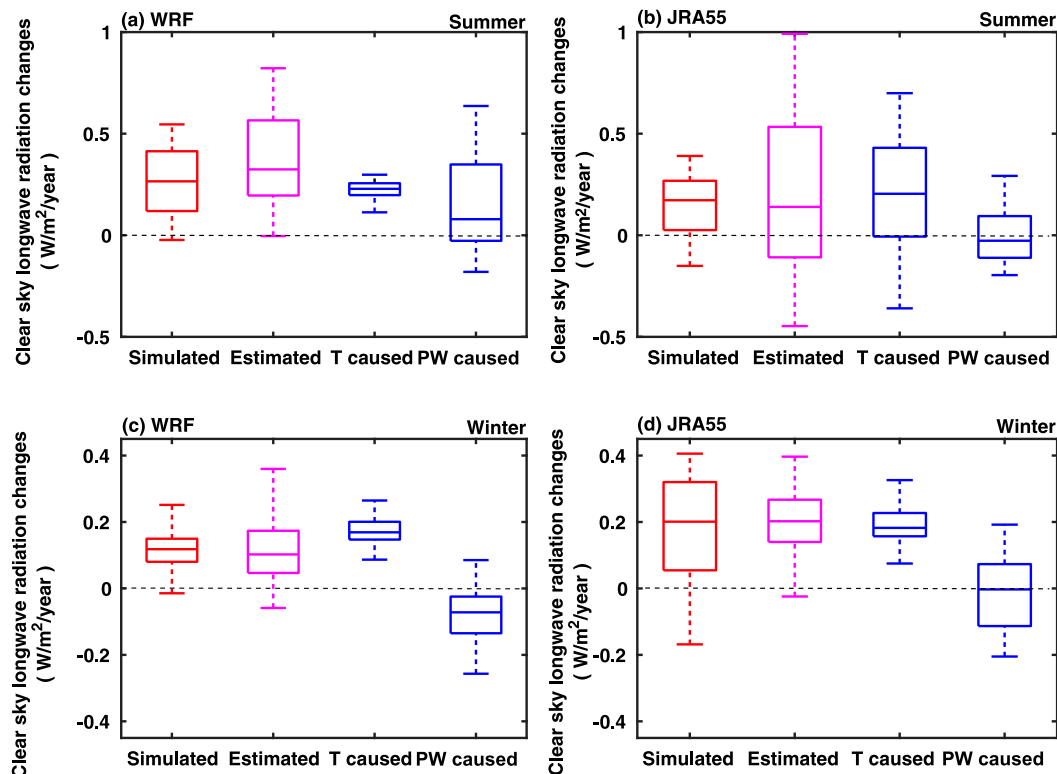 (a) WRF
Summer
Clear sky longwave radiation changes
( W/m²/year )
1
0.5
0
-0.5
Simulated
Estimated
T caused
PW caused
(b) JRA55
Summer
Clear sky longwave radiation changes
( W/m²/year )
1
0.5
0
-0.5
Simulated
Estimated
T caused
PW caused
(c) WRF
Winter
Clear sky longwave radiation changes
( W/m²/year )
0.4
0.2
0
-0.2
-0.4
Simulated
Estimated
T caused
PW caused
(d) JRA55
Winter
Clear sky longwave radiation changes
( W/m²/year )
0.4
0.2
0
-0.2
-0.4
Simulated
Estimated
T caused
PW caused